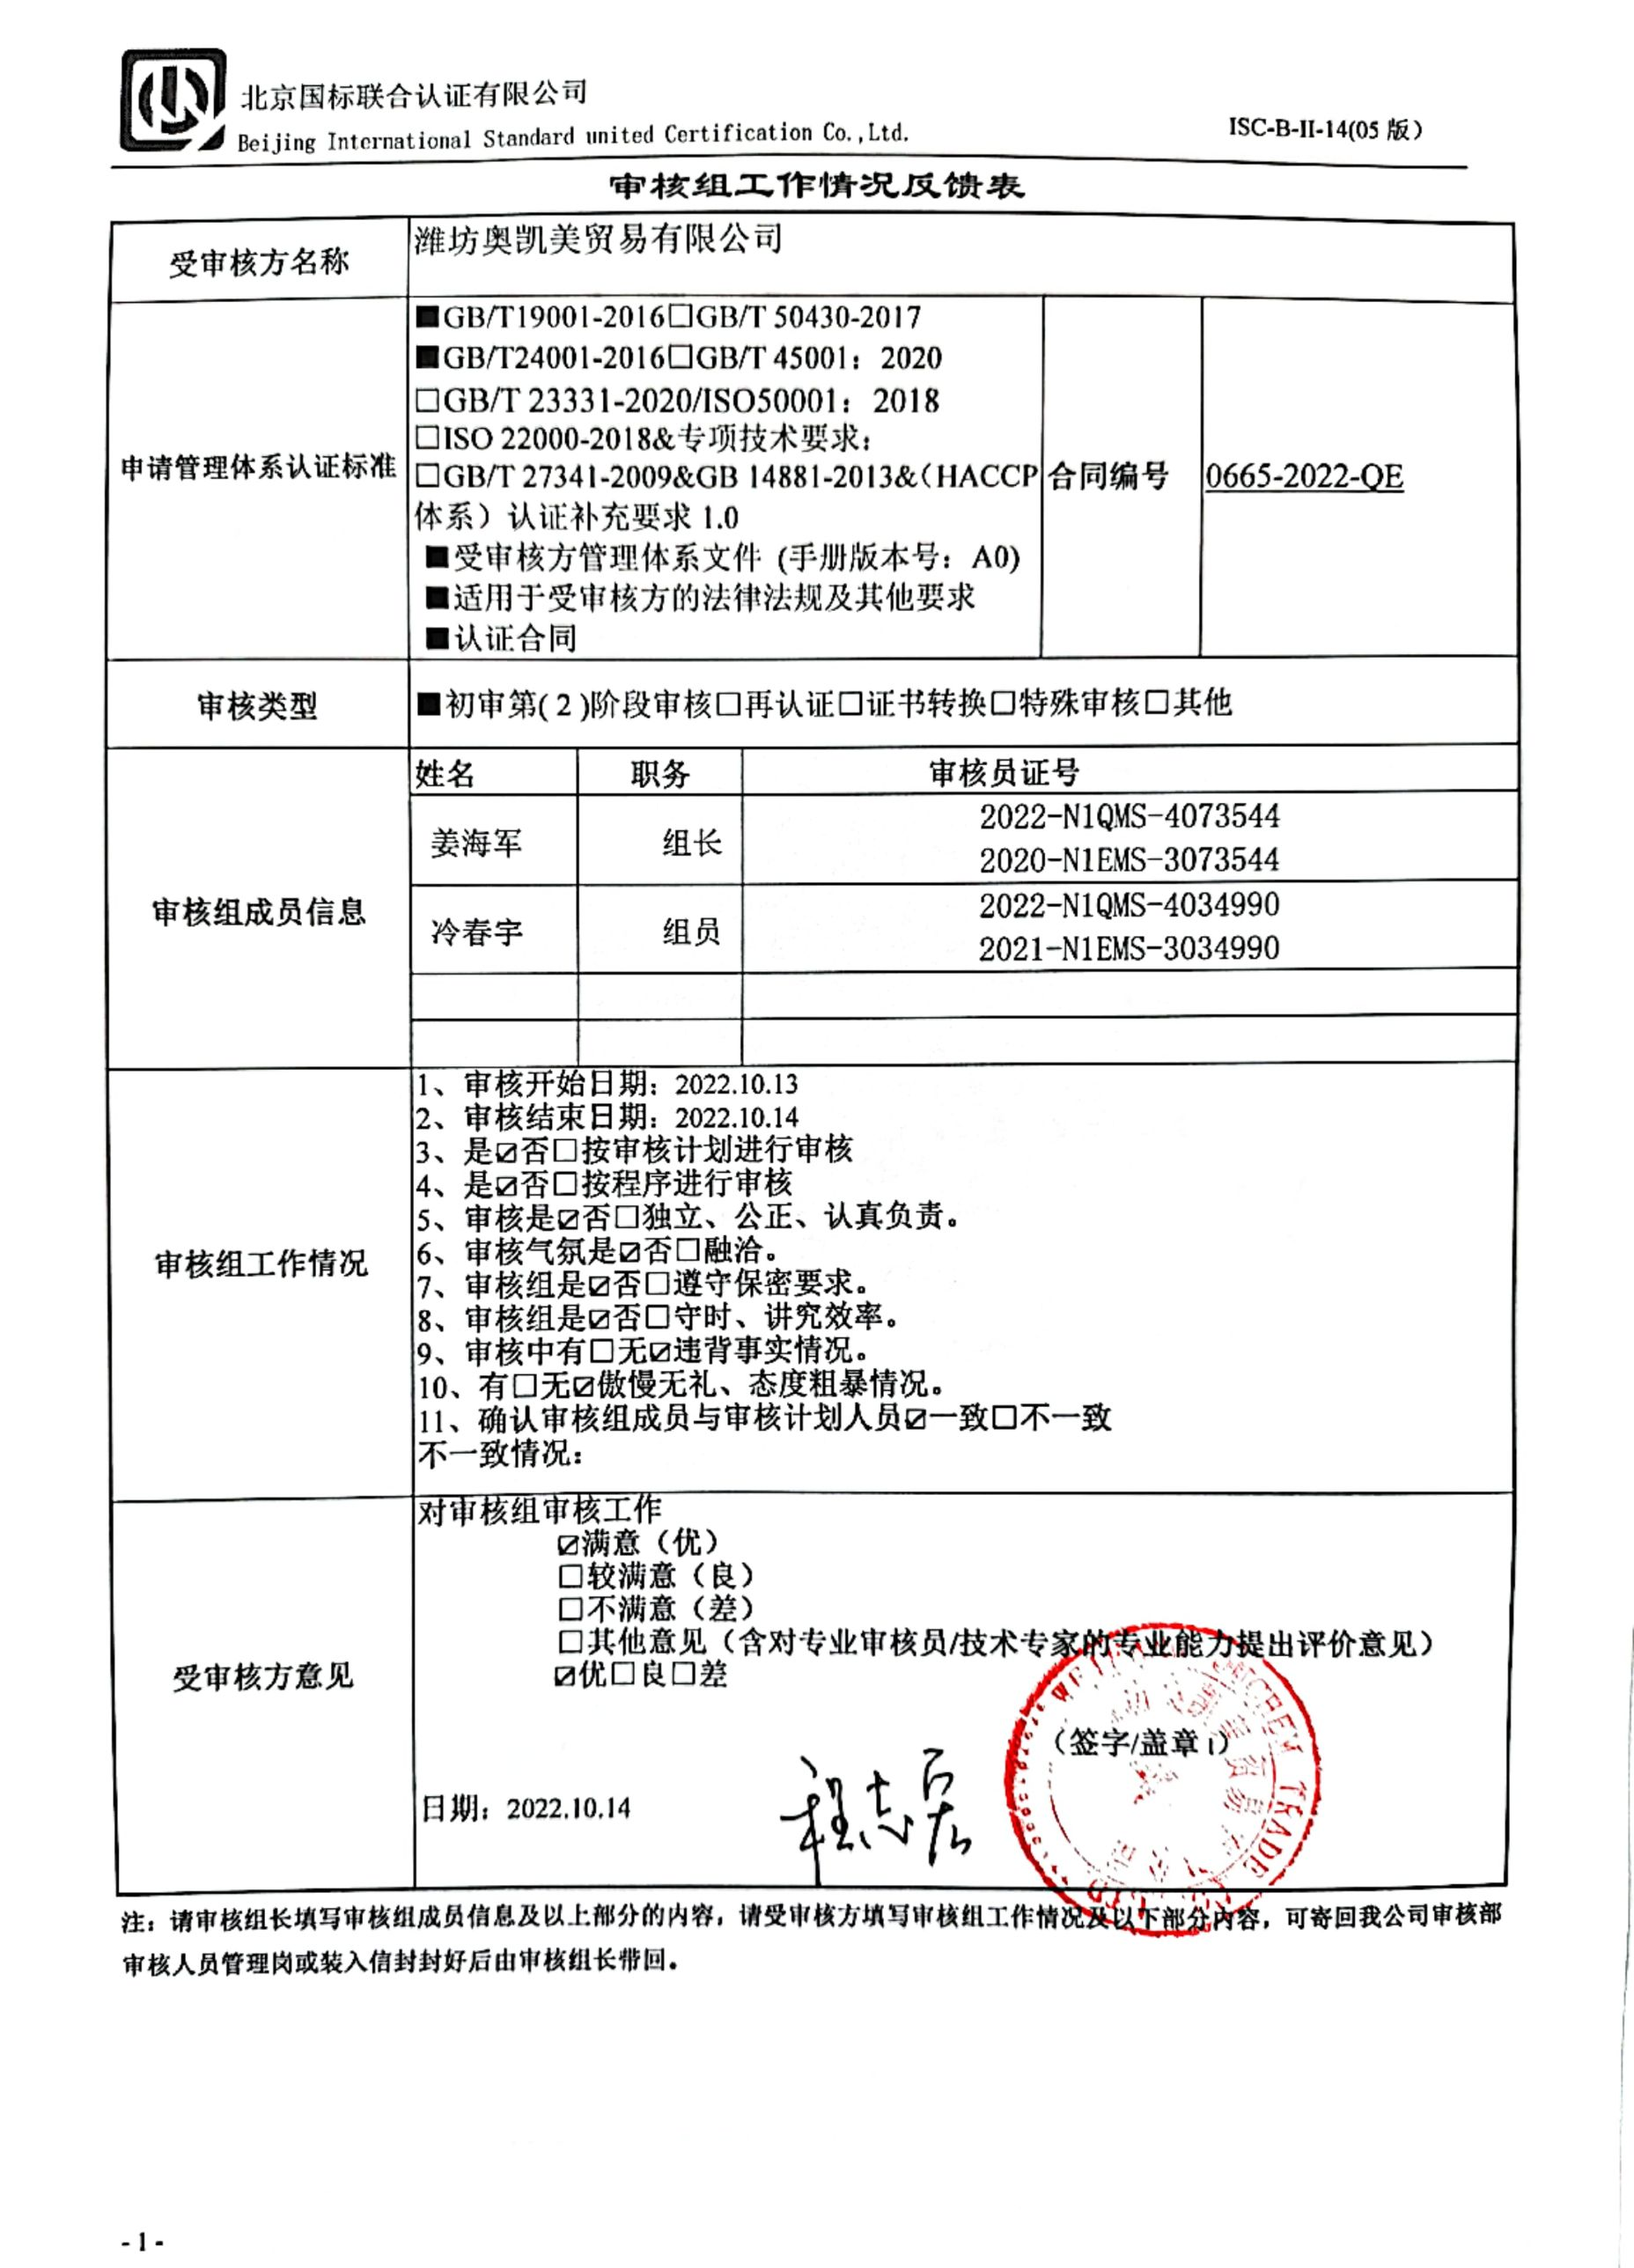 北京国标联合认证有限公司
Beijing International Standard united Certification Co.,Ltd.
ISC-B-II-14(05 版）
审核组工作情况反馈表
受审核方名称
潍坊奥凯美贸易有限公司
申请管理体系认证标准
■GB/T19001-2016□GB/T 50430-2017
■GB/T24001-2016□GB/T 45001：2020
□GB/T 23331-2020/ISO50001：2018
□ISO 22000-2018&专项技术要求；
□GB/T 27341-2009&GB 14881-2013&（HACCP
体系）认证补充要求 1.0
■受审核方管理体系文件 (手册版本号：A0)
■适用于受审核方的法律法规及其他要求
■认证合同
合同编号
0665-2022-QE
审核类型
■初审第( 2 )阶段审核□再认证□证书转换□特殊审核□其他
审核组成员信息
姓名 职务 审核员证号
姜海军 组长 2022-N1QMS-4073544
2020-N1EMS-3073544
冷春宇 组员 2022-N1QMS-4034990
2021-N1EMS-3034990
审核组工作情况
1、审核开始日期：2022.10.13
2、审核结束日期：2022.10.14
3、是☑否□按审核计划进行审核
4、是☑否□按程序进行审核
5、审核是☑否□独立、公正、认真负责。
6、审核气氛是☑否□融洽。
7、审核组是☑否□遵守保密要求。
8、审核组是☑否□守时、讲究效率。
9、审核中有□无☑违背事实情况。
10、有□无☑傲慢无礼、态度粗暴情况。
11、确认审核组成员与审核计划人员☑一致□不一致
不一致情况：
受审核方意见
对审核组审核工作
☑满意（优）
□较满意（良）
□不满意（差）
□其他意见（含对专业审核员/技术专家的专业能力提出评价意见）
☑优□良□差
（签字/盖章）
日期：2022.10.14
TRADE
注：请审核组长填写审核组成员信息及以上部分的内容，请受审核方填写审核组工作情况及以下部分内容，可寄回我公司审核部
审核人员管理岗或装入信封封好后由审核组长带回。
- 1 -